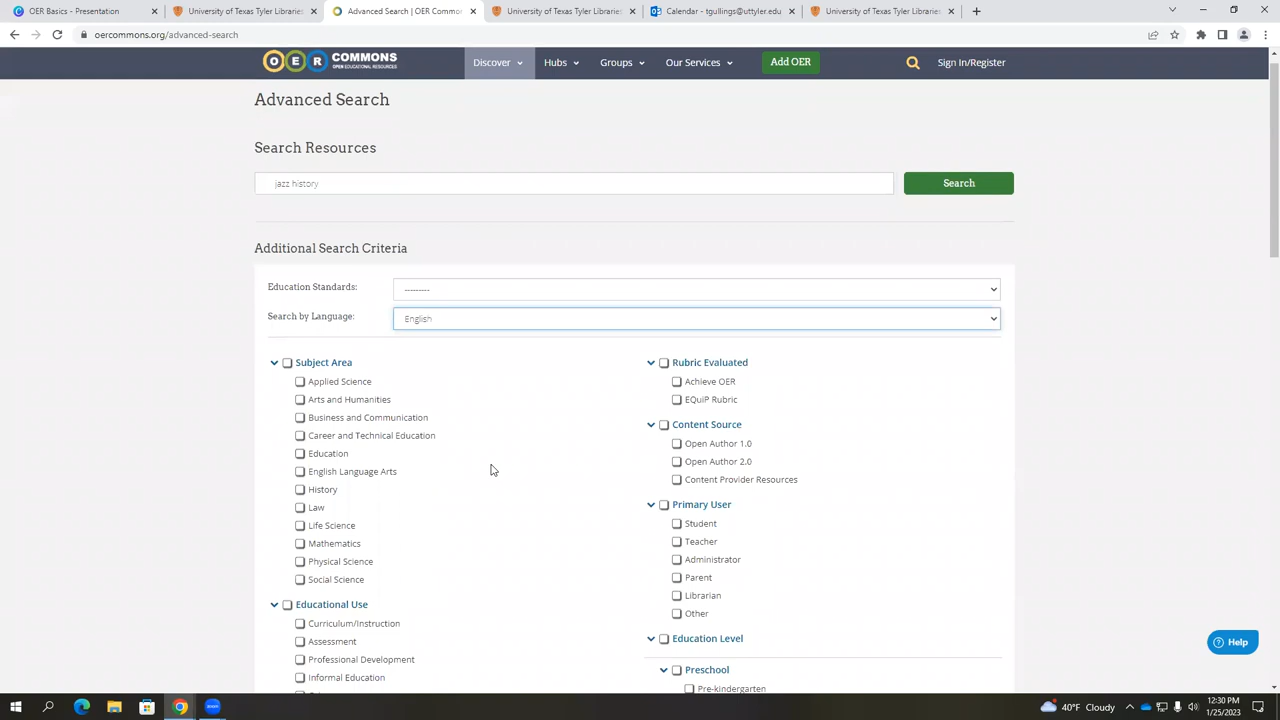 OER Basics - Presentation
University of Texas Tyler Libraries
Advanced Search | OER Commo
University of Texas Tyler Libraries
Calendar - tgullings@uttyler.edu
University of Texas Tyler Libraries
oercommons.org/advanced-search
OER COMMONS
OPEN EDUCATIONAL RESOURCES
Discover
Hubs
Groups
Our Services
Add OER
Sign In/Register
Advanced Search
Search Resources
jazz history
Search
Additional Search Criteria
Education Standards:
---------
Search by Language:
English
Subject Area
Applied Science
Arts and Humanities
Business and Communication
Career and Technical Education
Education
English Language Arts
History
Law
Life Science
Mathematics
Physical Science
Social Science
Educational Use
Curriculum/Instruction
Assessment
Professional Development
Informal Education
Rubric Evaluated
Achieve OER
EQuIP Rubric
Content Source
Open Author 1.0
Open Author 2.0
Content Provider Resources
Primary User
Student
Teacher
Administrator
Parent
Librarian
Other
Education Level
Preschool
Pre-kindergarten
Help
zoom
40°F Cloudy
12:30 PM
1/25/2023